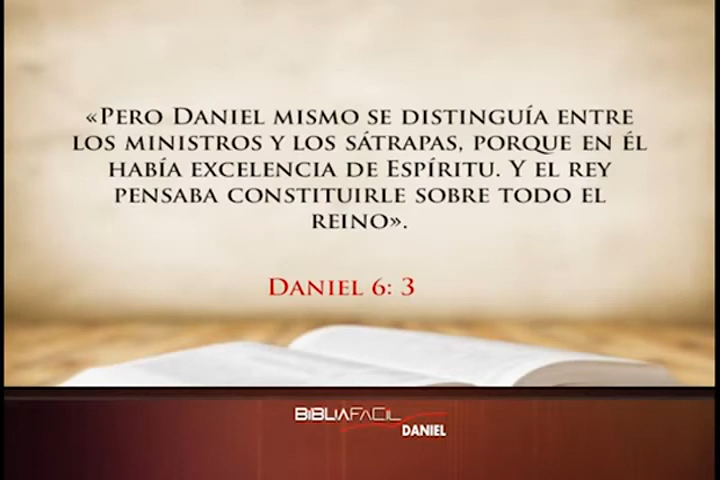 «PERO DANIEL MISMO SE DISTINGUÍA ENTRE
LOS MINISTROS Y LOS SÁTRAPAS, PORQUE EN ÉL
HABÍA EXCELENCIA DE ESPÍRITU. Y EL REY
PENSABA CONSTITUIRLE SOBRE TODO EL
REINO».
DANIEL 6: 3
BIBLIAFACIL
DANIEL